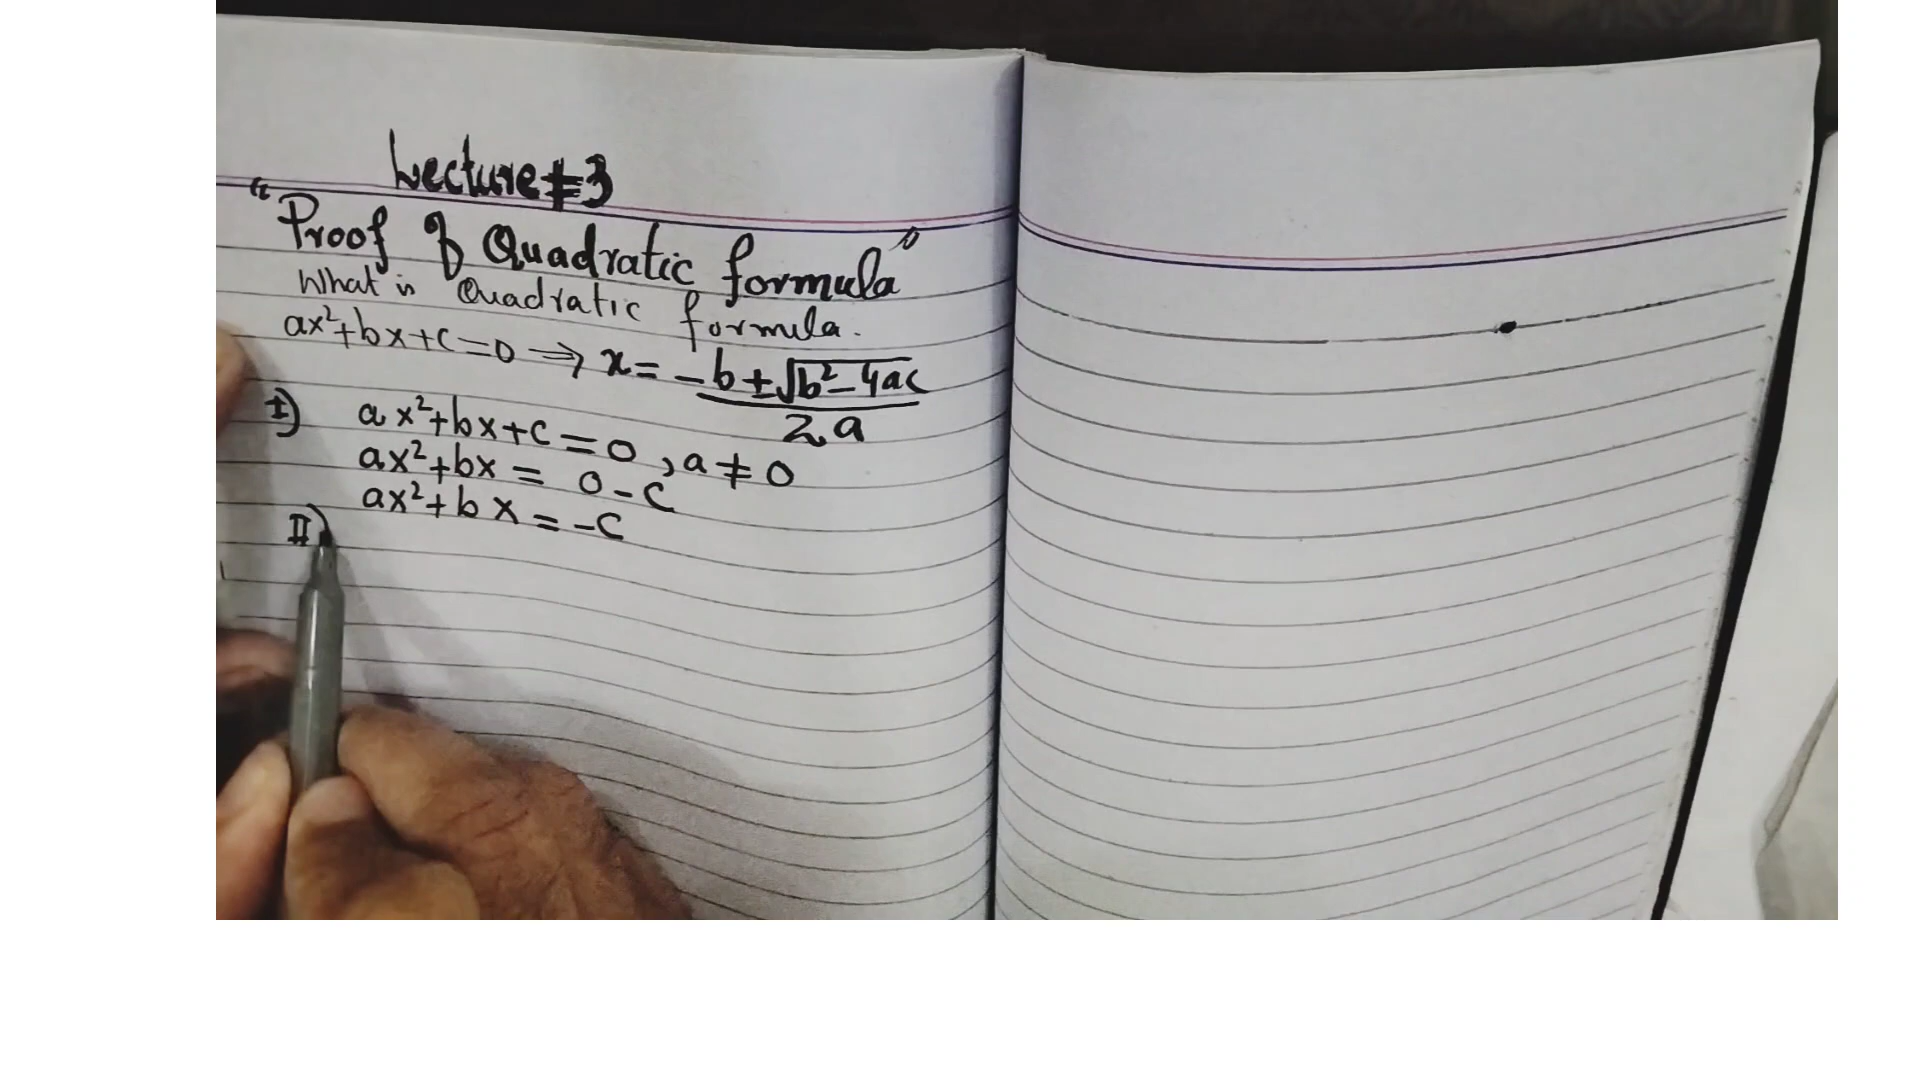 Lecture #3
"Proof of Quadratic formula"
What is Quadratic formula.
ax²+bx+c=0 ⇒ x = -b±√b²-4ac / 2a
I) ax²+bx+c = 0, a ≠ 0
ax²+bx = 0-c
ax²+bx = -c
II)